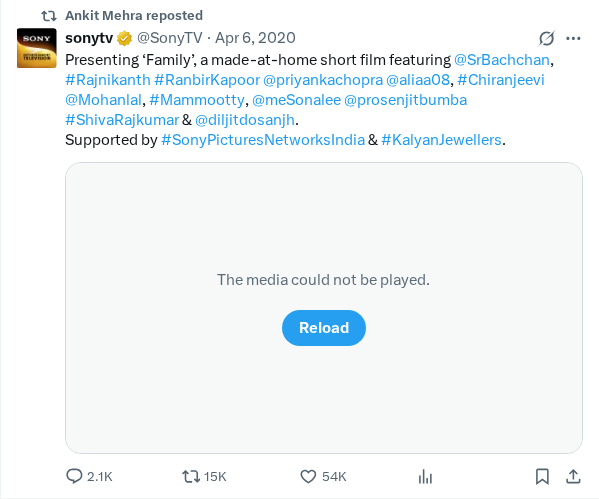 Ankit Mehra reposted
SONY
sonytv @SonyTV · Apr 6, 2020
Presenting ‘Family’, a made-at-home short film featuring @SrBachchan,
#Rajnikanth #RanbirKapoor @priyankachopra @aliaa08, #Chiranjeevi
@Mohanlal, #Mammootty, @meSonalee @prosenjitbumba
#ShivaRajkumar & @diljitdosanjh.
Supported by #SonyPicturesNetworksIndia & #KalyanJewellers.
The media could not be played.
Reload
2.1K 15K 54K